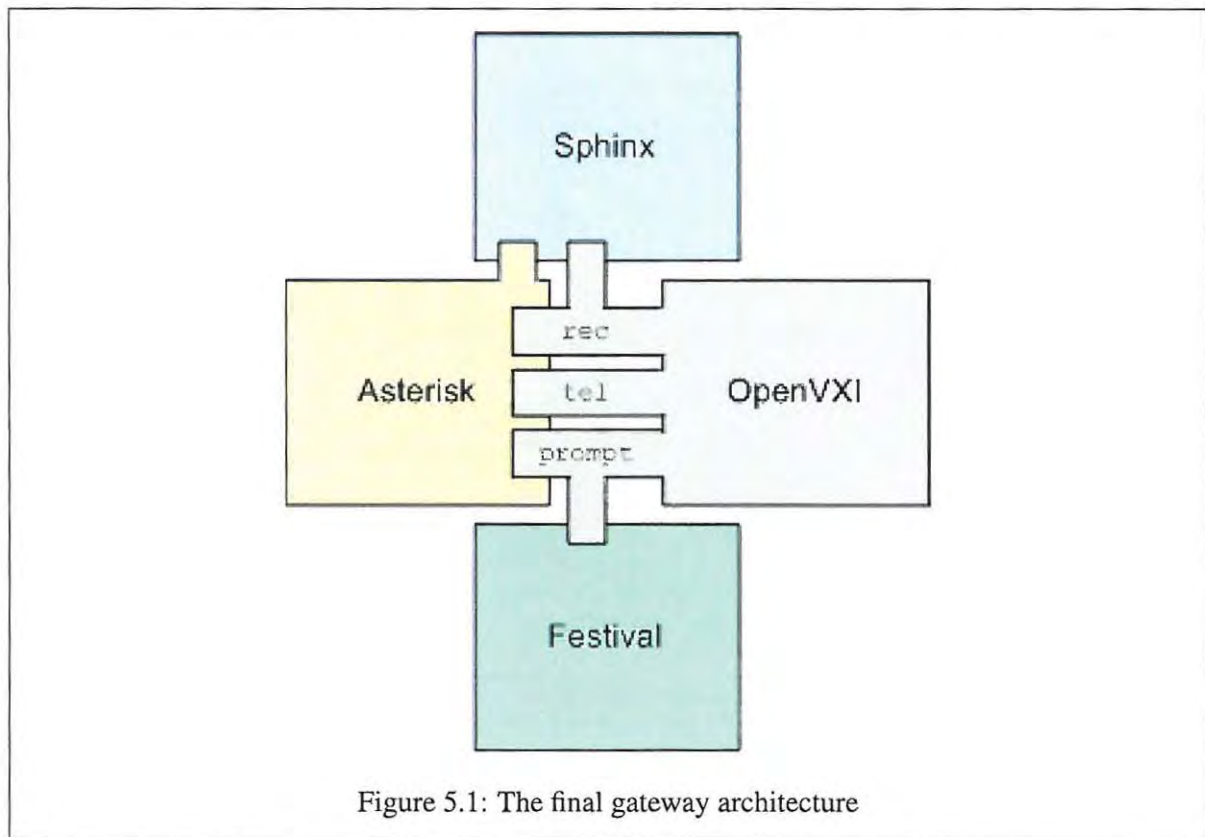 Sphinx
rec
Asterisk
tel
OpenVXI
prompt
Festival
Figure 5.1: The final gateway architecture